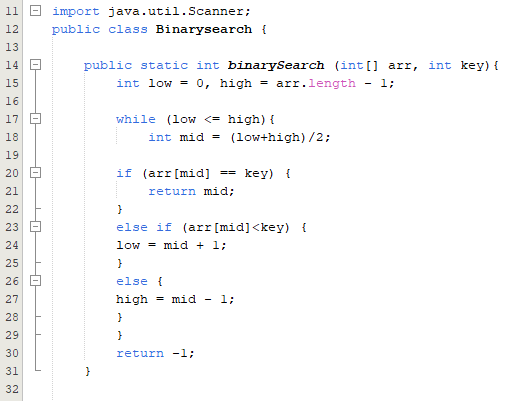 11 import java.util.Scanner;
12 public class Binarysearch {
13
14     public static int binarySearch (int[] arr, int key){
15         int low = 0, high = arr.length - 1;
16
17         while (low <= high){
18             int mid = (low+high)/2;
19
20         if (arr[mid] == key) {
21             return mid;
22         }
23         else if (arr[mid]<key) {
24         low = mid + 1;
25         }
26         else {
27         high = mid - 1;
28         }
29         }
30         return -1;
31     }
32